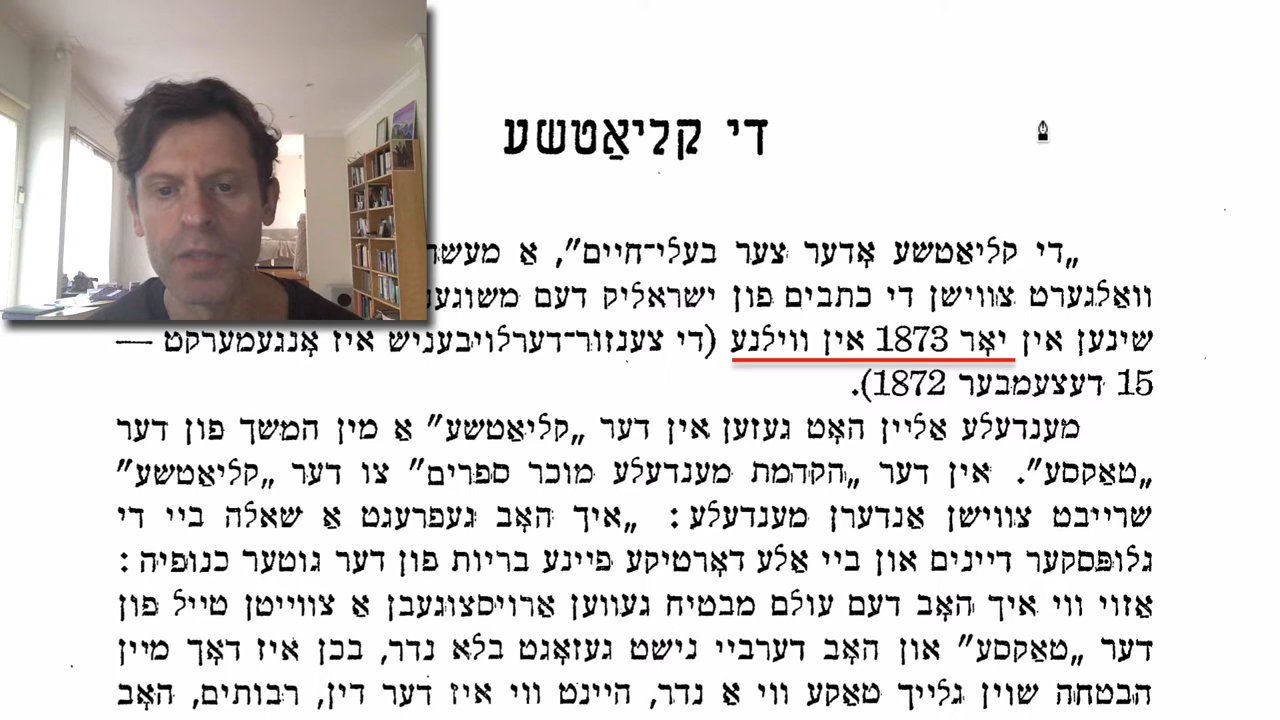 די קליאַטשע
„די קליאַטשע אָדער צער בעלי־חיים", אַ
וואַלגערט צווישן די כתבים פון ישראליק דעם
שינען אין יאָר 1873 אין ווילנע (די צענזור־דערלויבעניש איז אָנגעמערקט —
15 דעצעמבער 1872).
מענדעלע אַליין האָט געזען אין דער „קליאַטשע" אַ מין המשך פון דער
„טאַקסע". אין דער „הקדמת מענדעלע מוכר ספרים" צו דער „קליאַטשע"
שרייבט צווישן אַנדערן מענדעלע: „איך האָב געפרעגט אַ שאלה ביי די
גלופּסקער דיינים און ביי אַלע דאָרטיקע פיינע בריות פון דער גוטער כנופיה:
אַזוי ווי איך האָב דעם עולם מבטיח געווען אַרויסצוגעבן אַ צווייטן טייל פון
דער „טאַקסע" און האָב דערביי נישט געזאָגט בלא נדר, בכן איז דאָך מיין
הבטחה שוין גלייך טאַקע ווי אַ נדר, היינט ווי איז דער דין, רבותים, האָב